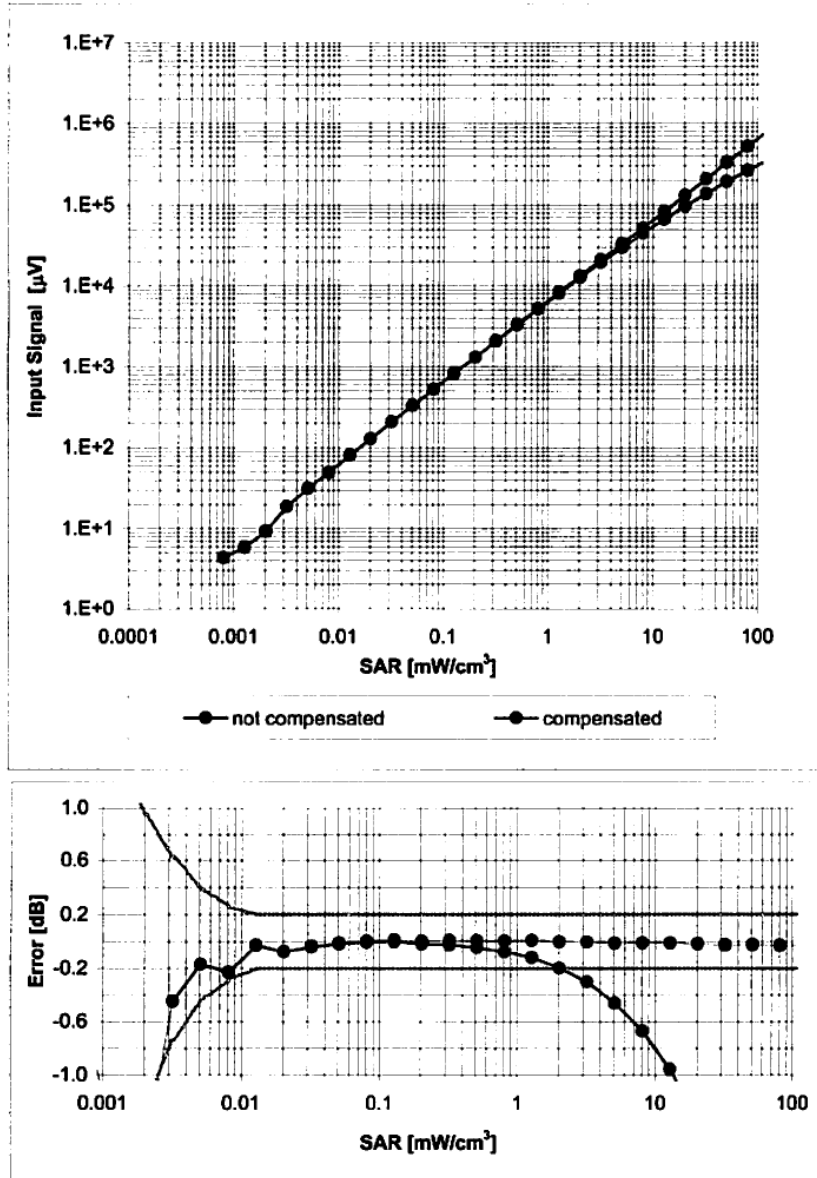 1.E+7
1.E+6
1.E+5
1.E+4
1.E+3
1.E+2
1.E+1
1.E+0
Input Signal [µV]
0.0001 0.001 0.01 0.1 1 10 100
SAR [mW/cm³]
not compensated compensated
1.0
0.6
0.2
-0.2
-0.6
-1.0
Error [dB]
0.001 0.01 0.1 1 10 100
SAR [mW/cm³]